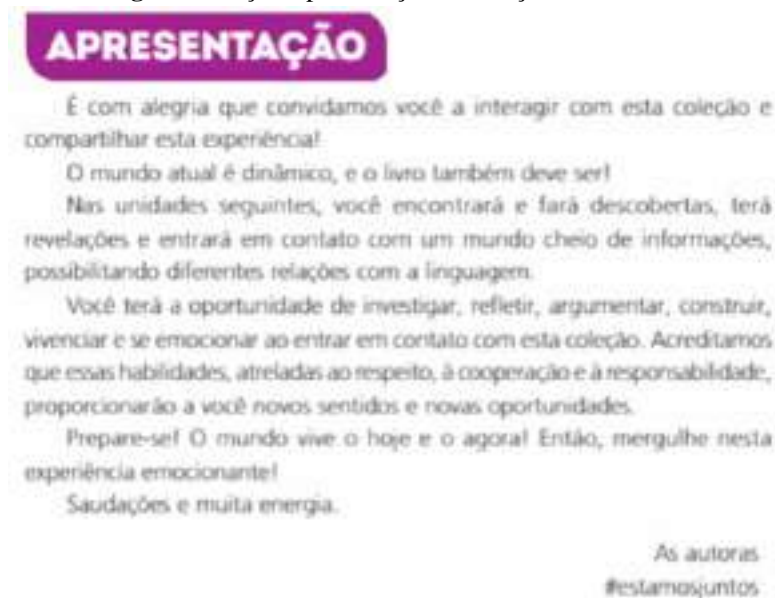 APRESENTAÇÃO
É com alegria que convidamos você a interagir com esta coleção e
compartilhar esta experiência!
O mundo atual é dinâmico, e o livro também deve ser!
Nas unidades seguintes, você encontrará e fará descobertas, terá
revelações e entrará em contato com um mundo cheio de informações,
possibilitando diferentes relações com a linguagem.
Você terá a oportunidade de investigar, refletir, argumentar, construir,
vivenciar e se emocionar ao entrar em contato com esta coleção. Acreditamos
que essas habilidades, atreladas ao respeito, à cooperação e à responsabilidade,
proporcionarão a você novos sentidos e novas oportunidades.
Prepare-se! O mundo vive o hoje e o agora! Então, mergulhe nesta
experiência emocionante!
Saudações e muita energia.
As autoras
#estamosjuntos